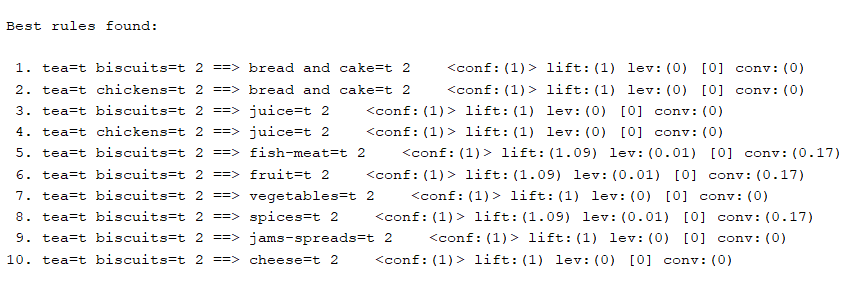 Best rules found:
1. tea=t biscuits=t 2 ==> bread and cake=t 2 <conf:(1)> lift:(1) lev:(0) [0] conv:(0)
2. tea=t chickens=t 2 ==> bread and cake=t 2 <conf:(1)> lift:(1) lev:(0) [0] conv:(0)
3. tea=t biscuits=t 2 ==> juice=t 2 <conf:(1)> lift:(1) lev:(0) [0] conv:(0)
4. tea=t chickens=t 2 ==> juice=t 2 <conf:(1)> lift:(1) lev:(0) [0] conv:(0)
5. tea=t biscuits=t 2 ==> fish-meat=t 2 <conf:(1)> lift:(1.09) lev:(0.01) [0] conv:(0.17)
6. tea=t biscuits=t 2 ==> fruit=t 2 <conf:(1)> lift:(1.09) lev:(0.01) [0] conv:(0.17)
7. tea=t biscuits=t 2 ==> vegetables=t 2 <conf:(1)> lift:(1) lev:(0) [0] conv:(0)
8. tea=t biscuits=t 2 ==> spices=t 2 <conf:(1)> lift:(1.09) lev:(0.01) [0] conv:(0.17)
9. tea=t biscuits=t 2 ==> jams-spreads=t 2 <conf:(1)> lift:(1) lev:(0) [0] conv:(0)
10. tea=t biscuits=t 2 ==> cheese=t 2 <conf:(1)> lift:(1) lev:(0) [0] conv:(0)